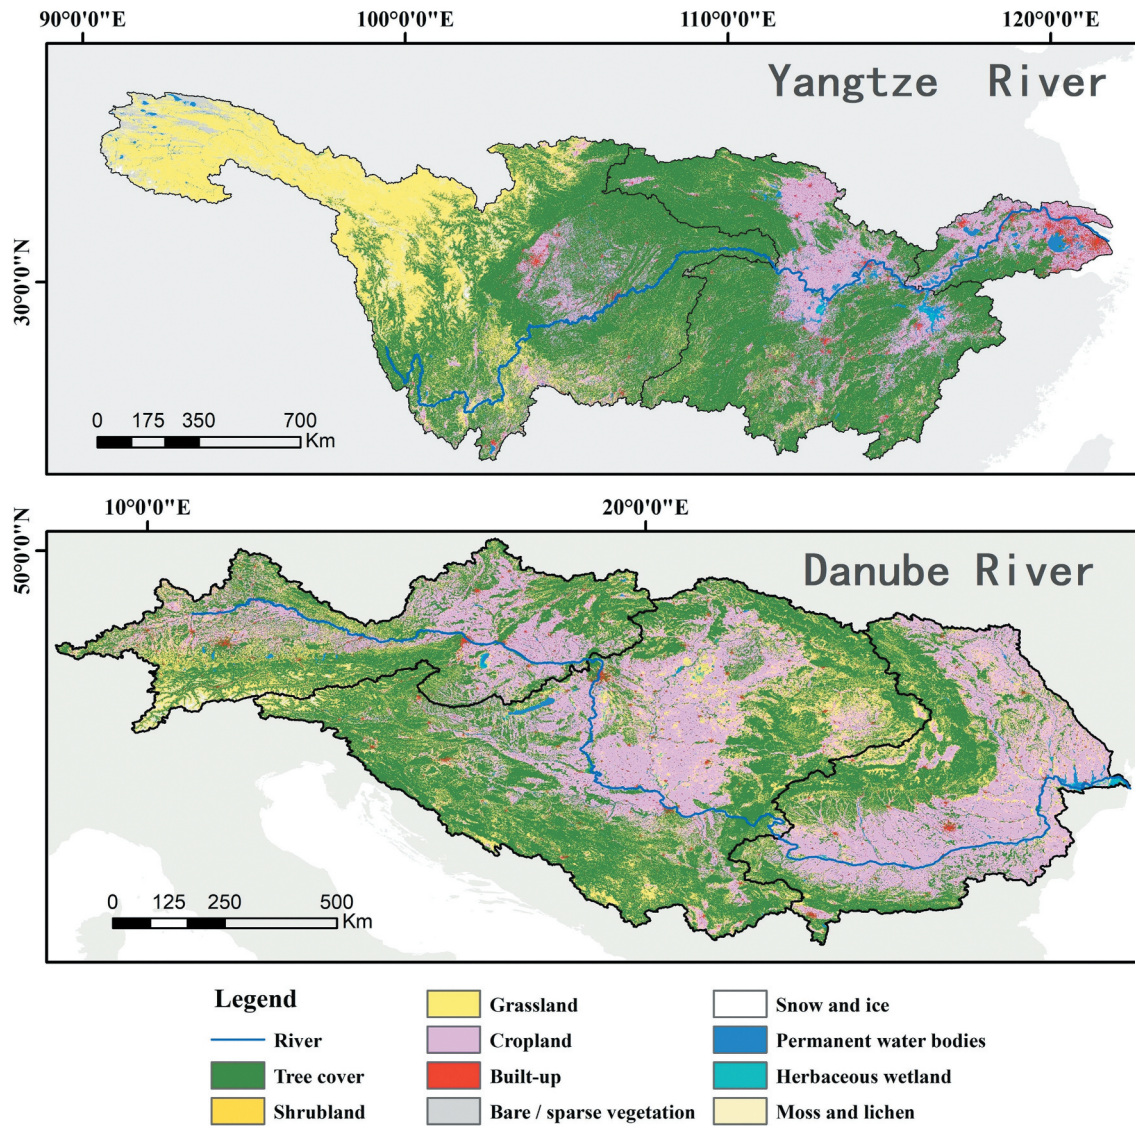 90°0'0"E 100°0'0"E 110°0'0"E 120°0'0"E
Yangtze River
30°0'0"N
0 175 350 700
Km
10°0'0"E 20°0'0"E
50°0'0"N
Danube River
0 125 250 500
Km
Legend
River
Tree cover
Shrubland
Grassland
Cropland
Built-up
Bare / sparse vegetation
Snow and ice
Permanent water bodies
Herbaceous wetland
Moss and lichen